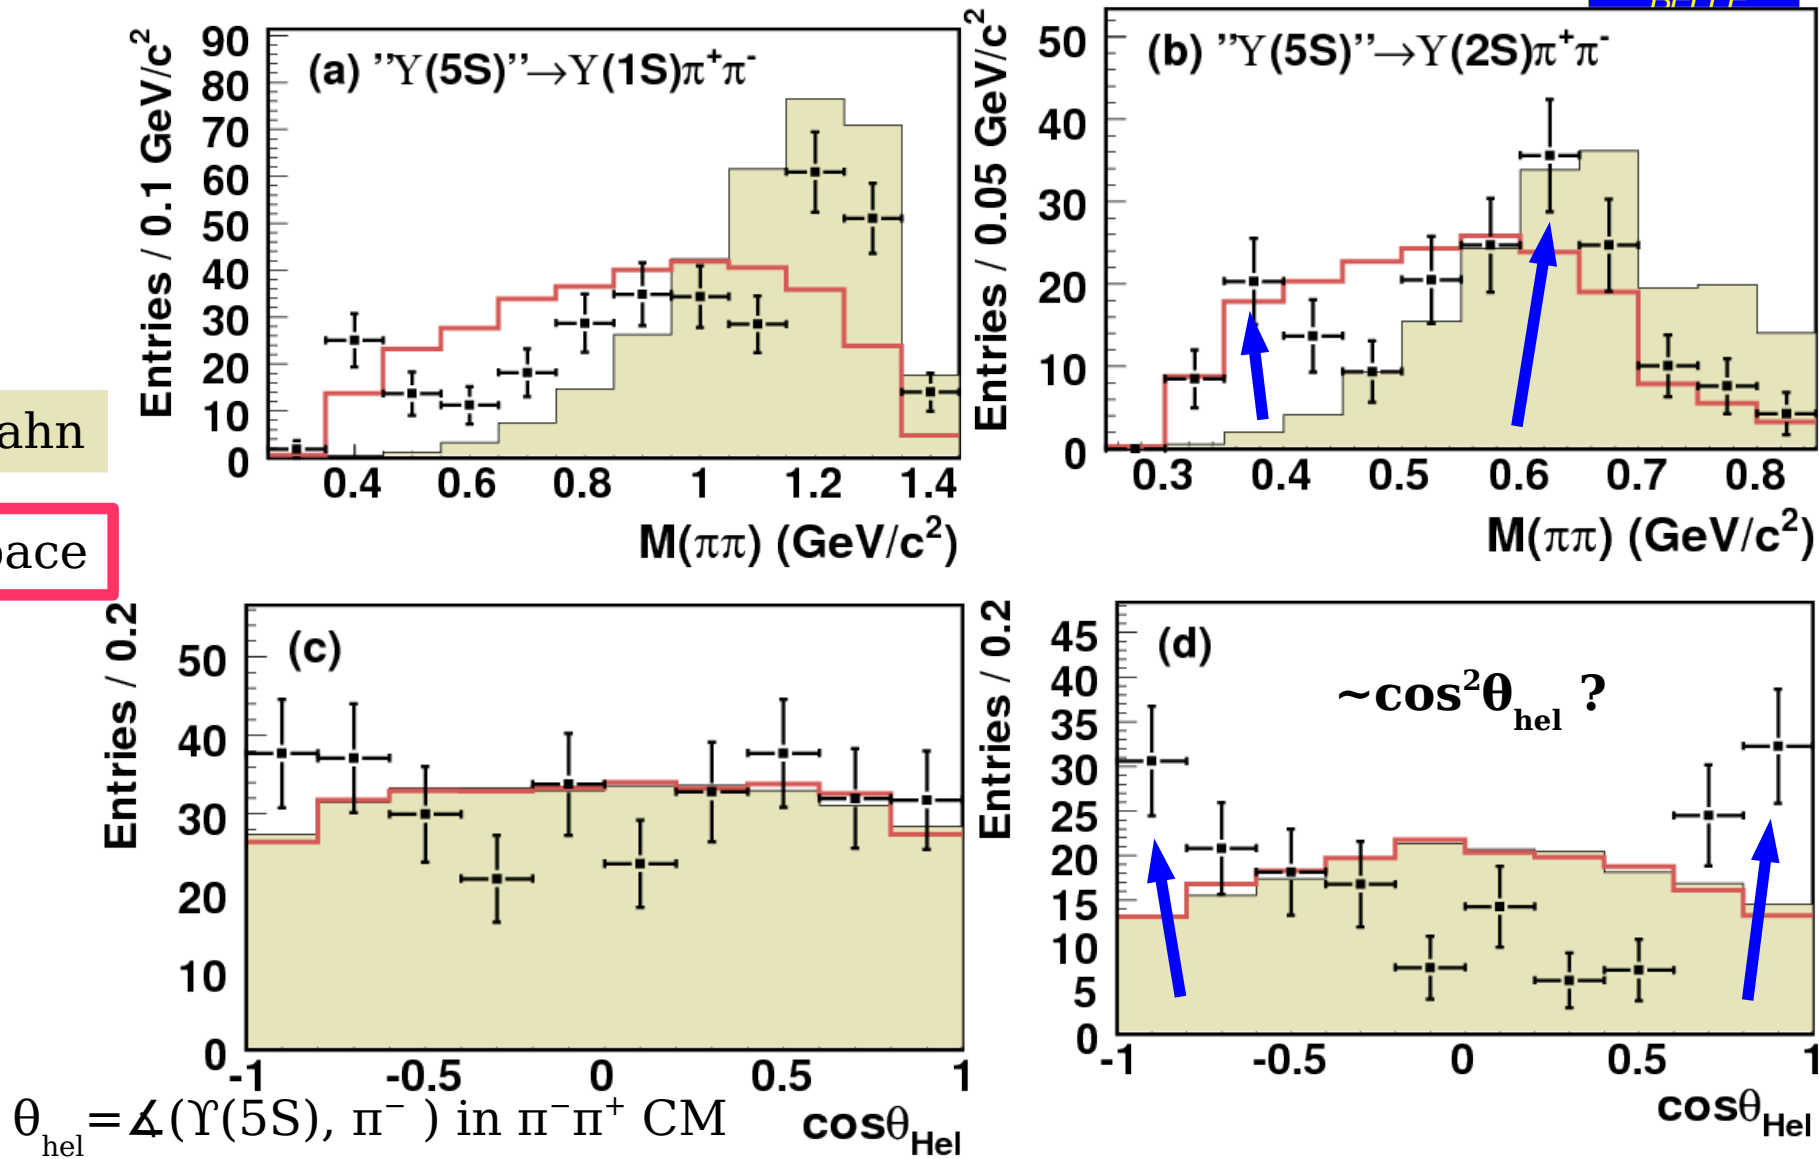 BELLE
(a) ”ϒ(5S)”→ϒ(1S)π⁺π⁻
Entries / 0.1 GeV/c²
90
80
70
60
50
40
30
20
10
0
0.4 0.6 0.8 1 1.2 1.4
M(ππ) (GeV/c²)
(b) ”ϒ(5S)”→ϒ(2S)π⁺π⁻
Entries / 0.05 GeV/c²
50
40
30
20
10
0
0.3 0.4 0.5 0.6 0.7 0.8
M(ππ) (GeV/c²)
ahn
pace
(c)
Entries / 0.2
50
40
30
20
10
0
-1 -0.5 0 0.5 1
cosθ_Hel
(d)
~cos²θ_hel ?
Entries / 0.2
45
40
35
30
25
20
15
10
5
0
-1 -0.5 0 0.5 1
cosθ_Hel
θ_hel=∡(ϒ(5S), π⁻ ) in π⁻π⁺ CM